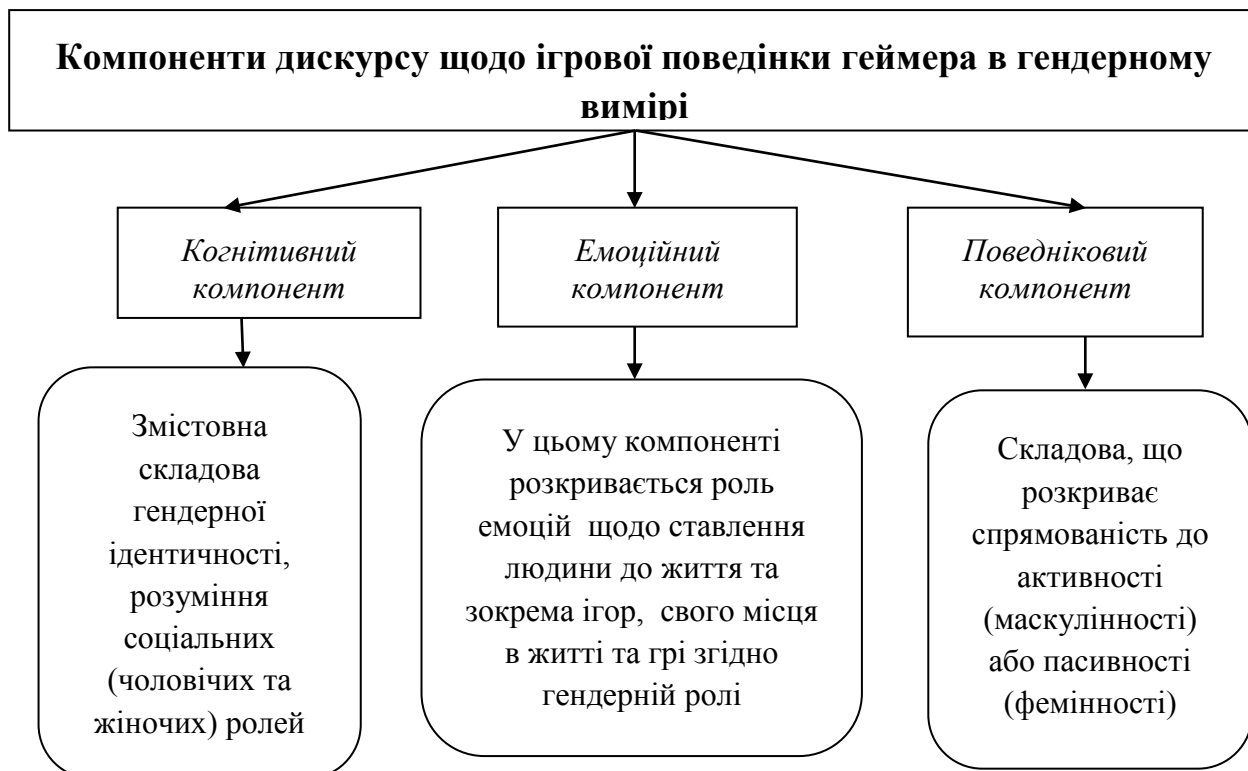 Компоненти дискурсу щодо ігрової поведінки геймера в гендерному
вимірі
Когнітивний
компонент
Емоційний
компонент
Поведніковий
компонент
Змістовна
складова
гендерної
ідентичності,
розуміння
соціальних
(чоловічих та
жіночих) ролей
У цьому компоненті
розкривається роль
емоцій щодо ставлення
людини до життя та
зокрема ігор, свого місця
в житті та грі згідно
гендерній ролі
Складова, що
розкриває
спрямованість до
активності
(маскулінності)
або пасивності
(фемінності)